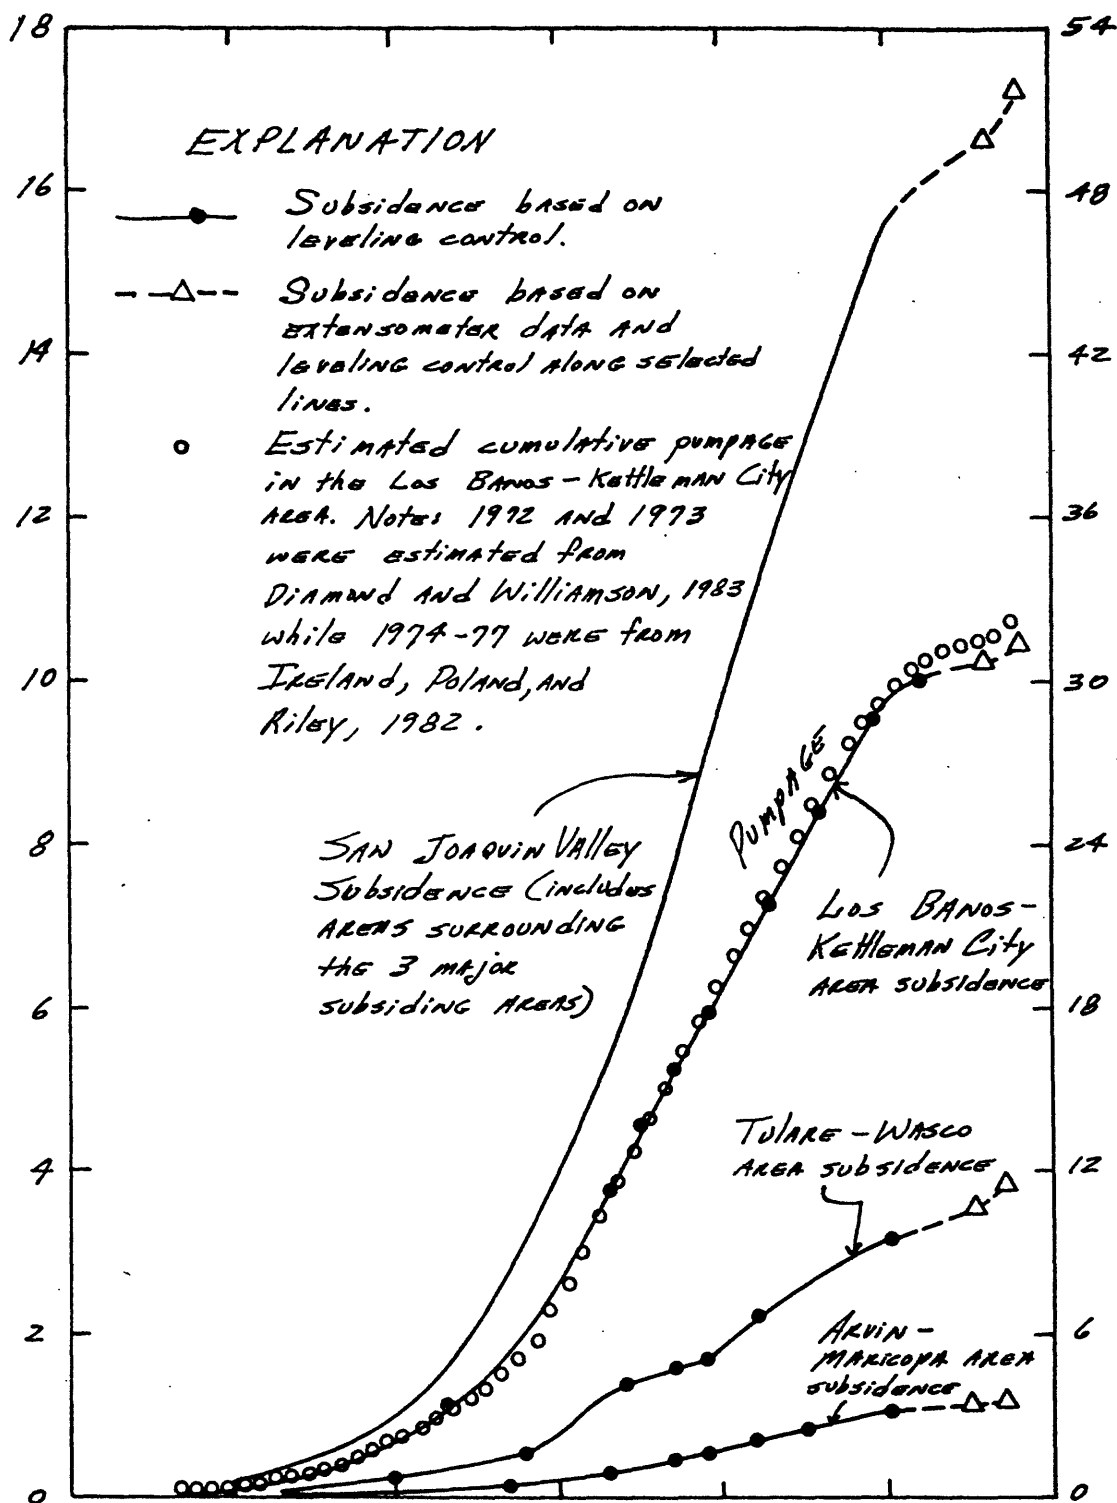 18
54
16
48
14
42
12
36
10
30
8
24
6
18
4
12
2
6
0
0
EXPLANATION
Subsidence based on
leveling control.
Subsidence based on
extensometer data and
leveling control along selected
lines.
Estimated cumulative pumpage
in the Los Banos - Kettleman City
area. Note: 1972 and 1973
were estimated from
Diamond and Williamson, 1983
while 1974-77 were from
Ireland, Poland, and
Riley, 1982.
San Joaquin Valley
Subsidence (includes
areas surrounding
the 3 major
subsiding areas)
Pumpage
Los Banos-
Kettleman City
area subsidence
Tulare - Wasco
area subsidence
Arvin-
Maricopa area
subsidence